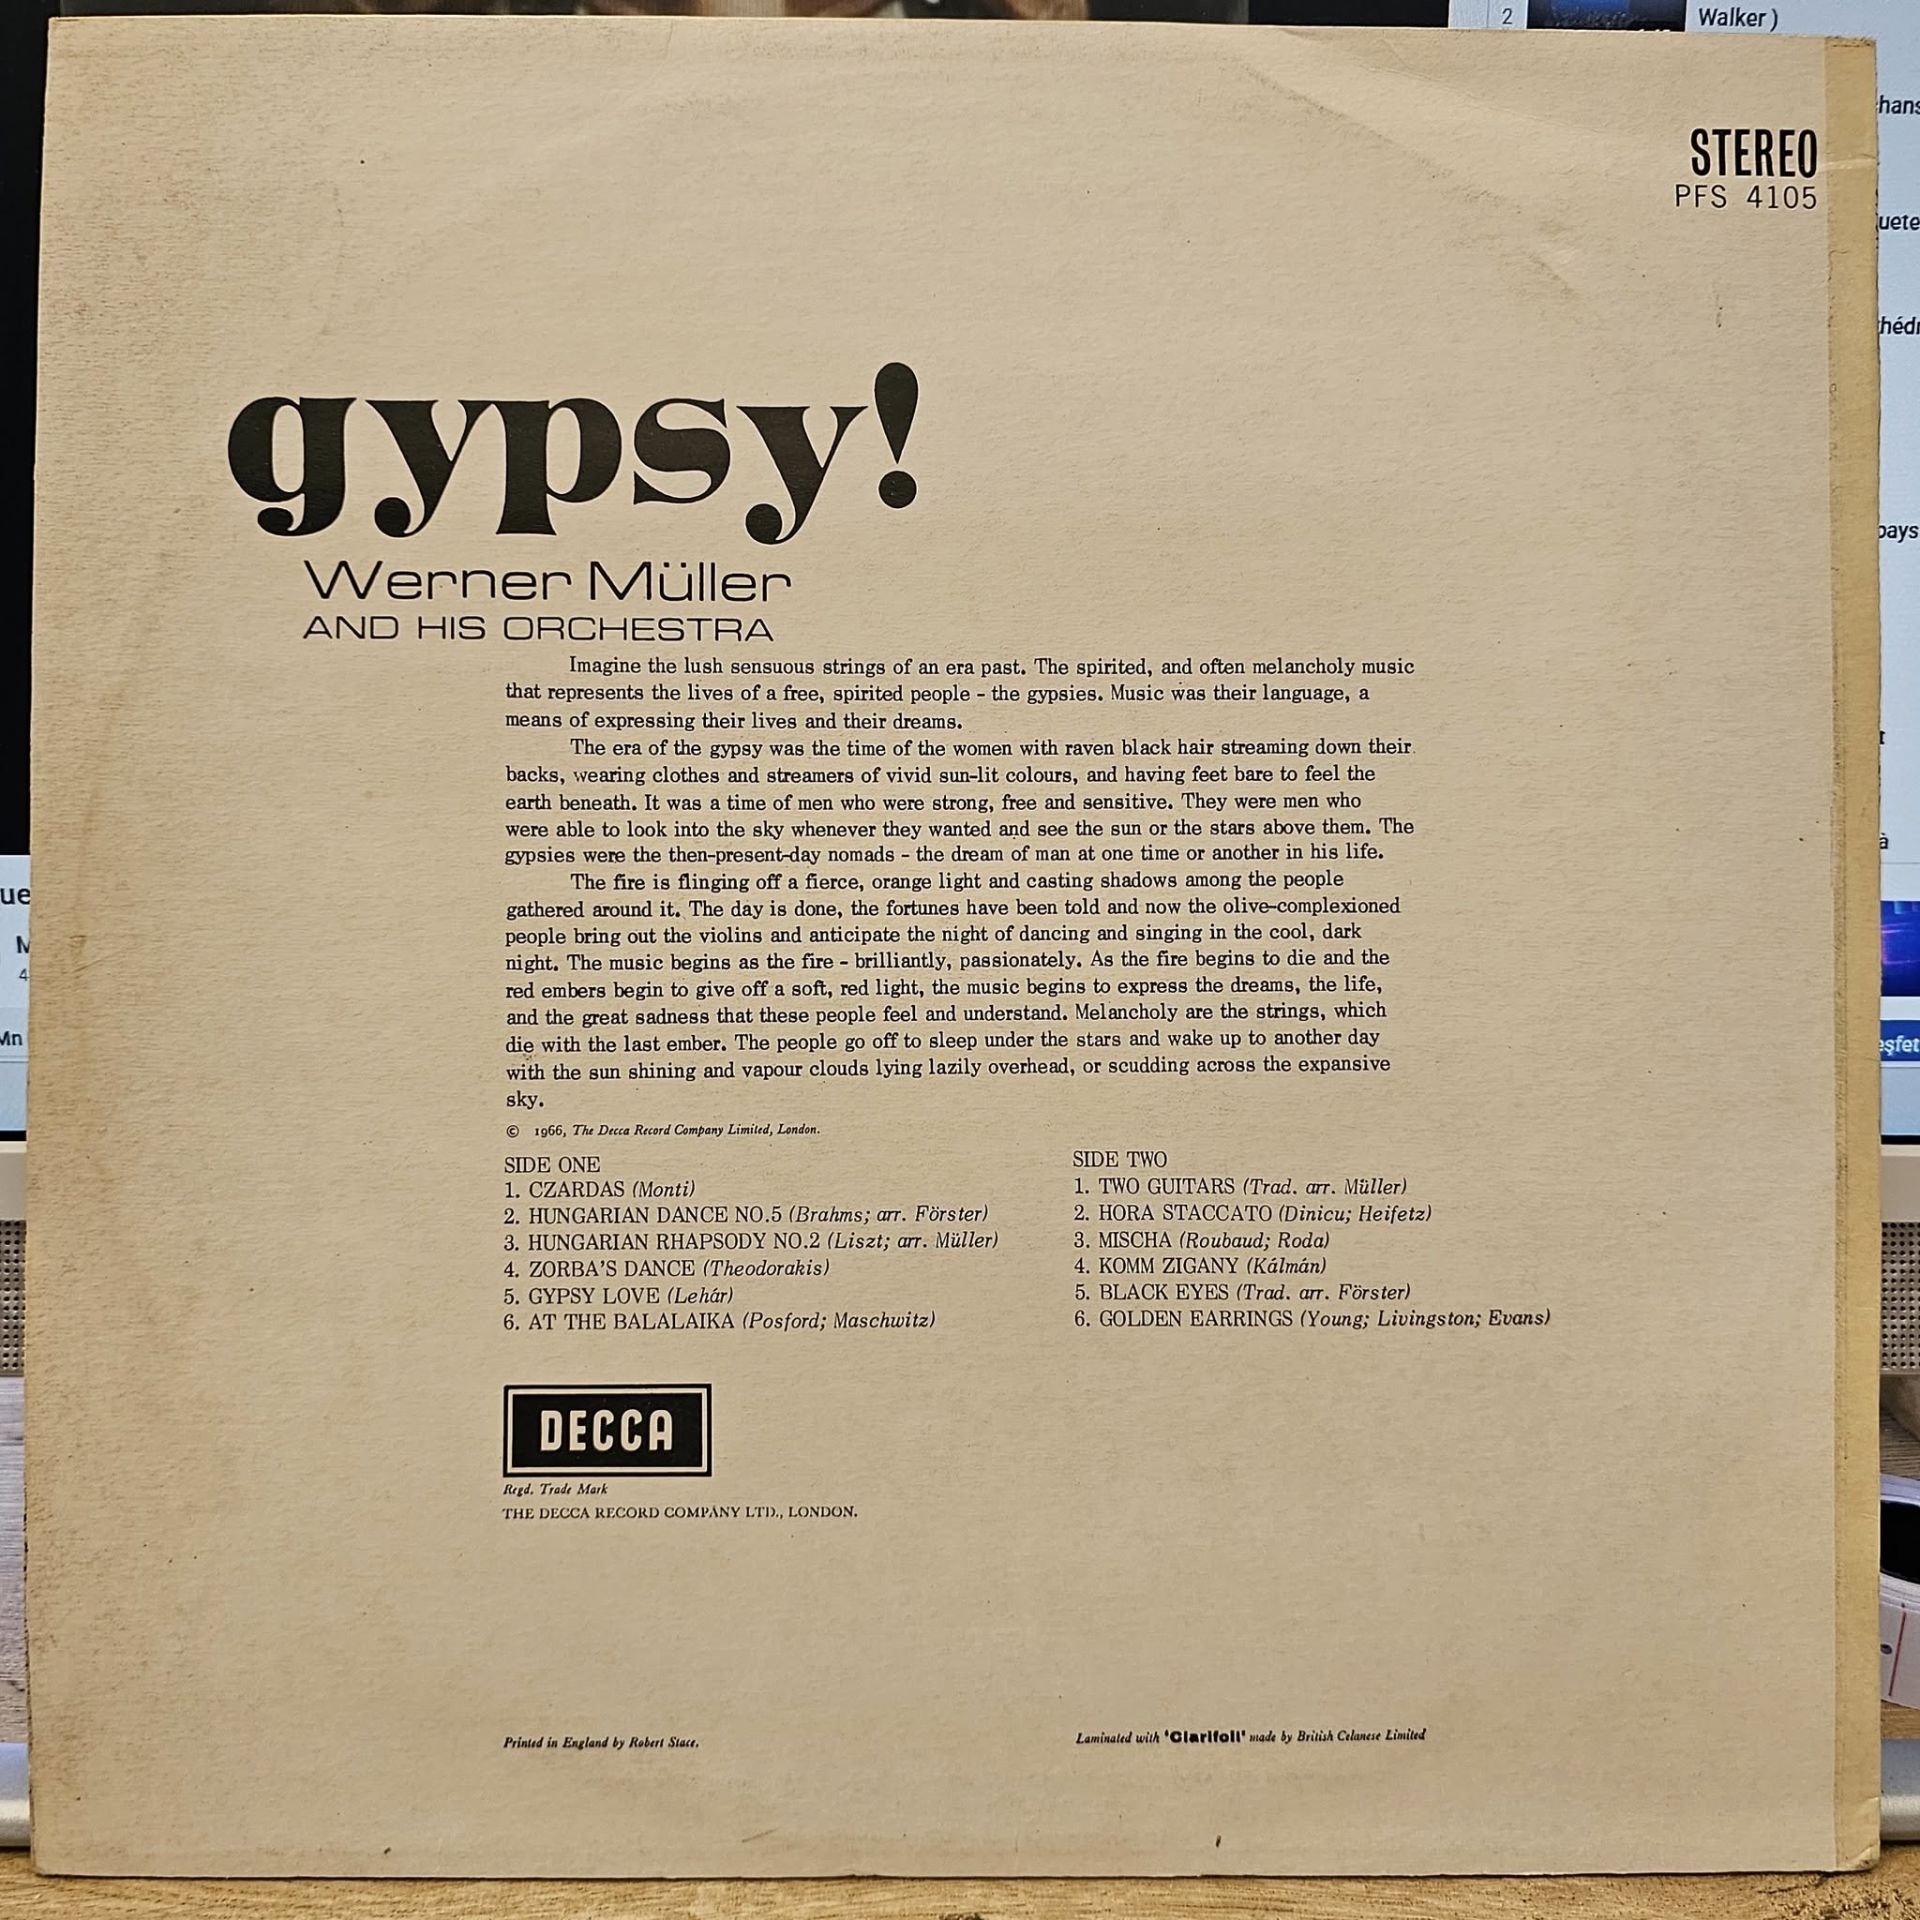 2
Walker )
STEREO
PFS 4105
gypsy!
Werner Müller
AND HIS ORCHESTRA
Imagine the lush sensuous strings of an era past. The spirited, and often melancholy music
that represents the lives of a free, spirited people - the gypsies. Music was their language, a
means of expressing their lives and their dreams.
The era of the gypsy was the time of the women with raven black hair streaming down their
backs, wearing clothes and streamers of vivid sun-lit colours, and having feet bare to feel the
earth beneath. It was a time of men who were strong, free and sensitive. They were men who
were able to look into the sky whenever they wanted and see the sun or the stars above them. The
gypsies were the then-present-day nomads - the dream of man at one time or another in his life.
The fire is flinging off a fierce, orange light and casting shadows among the people
gathered around it. The day is done, the fortunes have been told and now the olive-complexioned
people bring out the violins and anticipate the night of dancing and singing in the cool, dark
night. The music begins as the fire - brilliantly, passionately. As the fire begins to die and the
red embers begin to give off a soft, red light, the music begins to express the dreams, the life,
and the great sadness that these people feel and understand. Melancholy are the strings, which
die with the last ember. The people go off to sleep under the stars and wake up to another day
with the sun shining and vapour clouds lying lazily overhead, or scudding across the expansive
sky.
© 1966, The Decca Record Company Limited, London.
SIDE ONE
1. CZARDAS (Monti)
2. HUNGARIAN DANCE NO.5 (Brahms; arr. Förster)
3. HUNGARIAN RHAPSODY NO.2 (Liszt; arr. Müller)
4. ZORBA'S DANCE (Theodorakis)
5. GYPSY LOVE (Lehár)
6. AT THE BALALAIKA (Posford; Maschwitz)
SIDE TWO
1. TWO GUITARS (Trad. arr. Müller)
2. HORA STACCATO (Dinicu; Heifetz)
3. MISCHA (Roubaud; Roda)
4. KOMM ZIGANY (Kálmán)
5. BLACK EYES (Trad. arr. Förster)
6. GOLDEN EARRINGS (Young; Livingston; Evans)
DECCA
Regd. Trade Mark
THE DECCA RECORD COMPANY LTD., LONDON.
Printed in England by Robert Stace.
Laminated with 'Clarifoil' made by British Celanese Limited